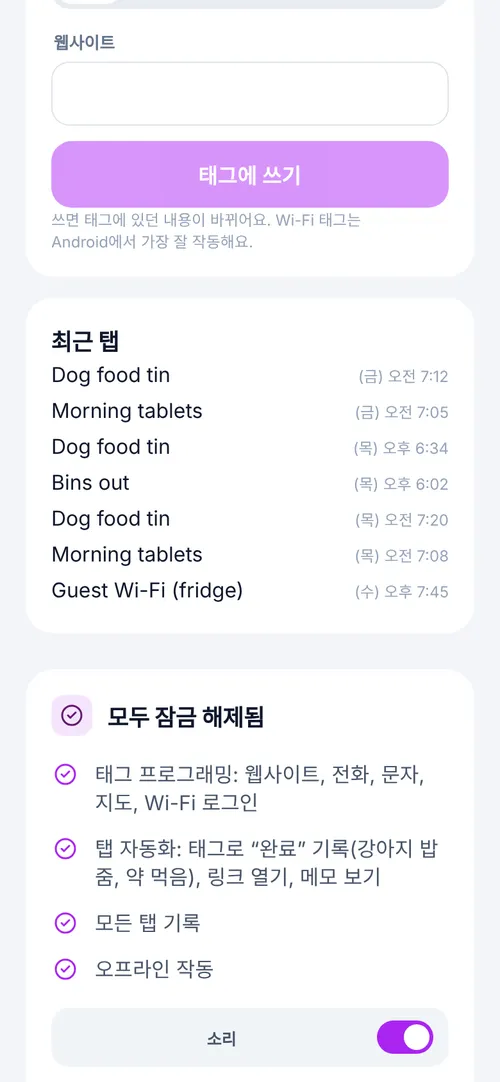 웹사이트
태그에 쓰기
쓰면 태그에 있던 내용이 바뀌어요. Wi-Fi 태그는
Android에서 가장 잘 작동해요.
최근 탭
Dog food tin (금) 오전 7:12
Morning tablets (금) 오전 7:05
Dog food tin (목) 오후 6:34
Bins out (목) 오후 6:02
Dog food tin (목) 오전 7:20
Morning tablets (목) 오전 7:08
Guest Wi-Fi (fridge) (수) 오후 7:45
모두 잠금 해제됨
태그 프로그래밍: 웹사이트, 전화, 문자,
지도, Wi-Fi 로그인
탭 자동화: 태그로 “완료” 기록(강아지 밥
줌, 약 먹음), 링크 열기, 메모 보기
모든 탭 기록
오프라인 작동
소리